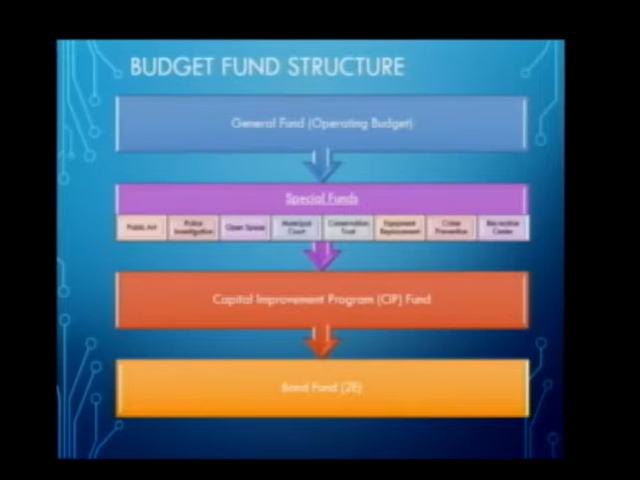 BUDGET FUND STRUCTURE
General Fund (Operating Budget)
Special Funds
Public Art
Police
Investigation
Open Space
Municipal
Court
Conservation
Trust
Equipment
Replacement
Crime
Prevention
Recreation
Center
Capital Improvement Program (CIP) Fund
Bond Fund (2E)